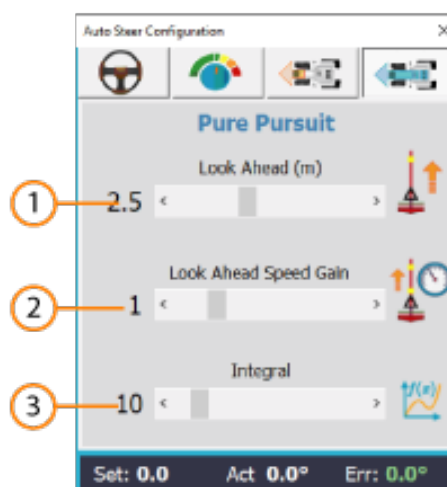 Auto Steer Configuration
Pure Pursuit
Look Ahead (m)
1 2.5
Look Ahead Speed Gain
2 1
Integral
3 10
f(x)
Set: 0.0 Act 0.0° Err: 0.0°